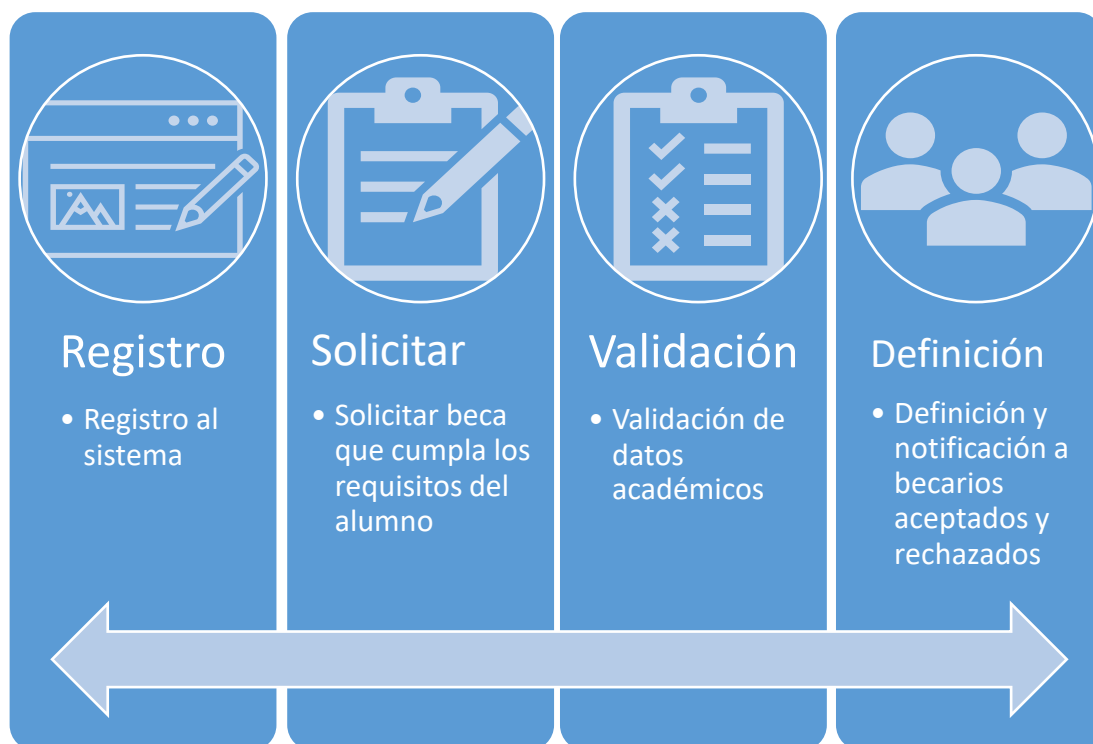 Registro
• Registro al
sistema
Solicitar
• Solicitar beca
que cumpla los
requisitos del
alumno
Validación
• Validación de
datos
académicos
Definición
• Definición y
notificación a
becarios
aceptados y
rechazados